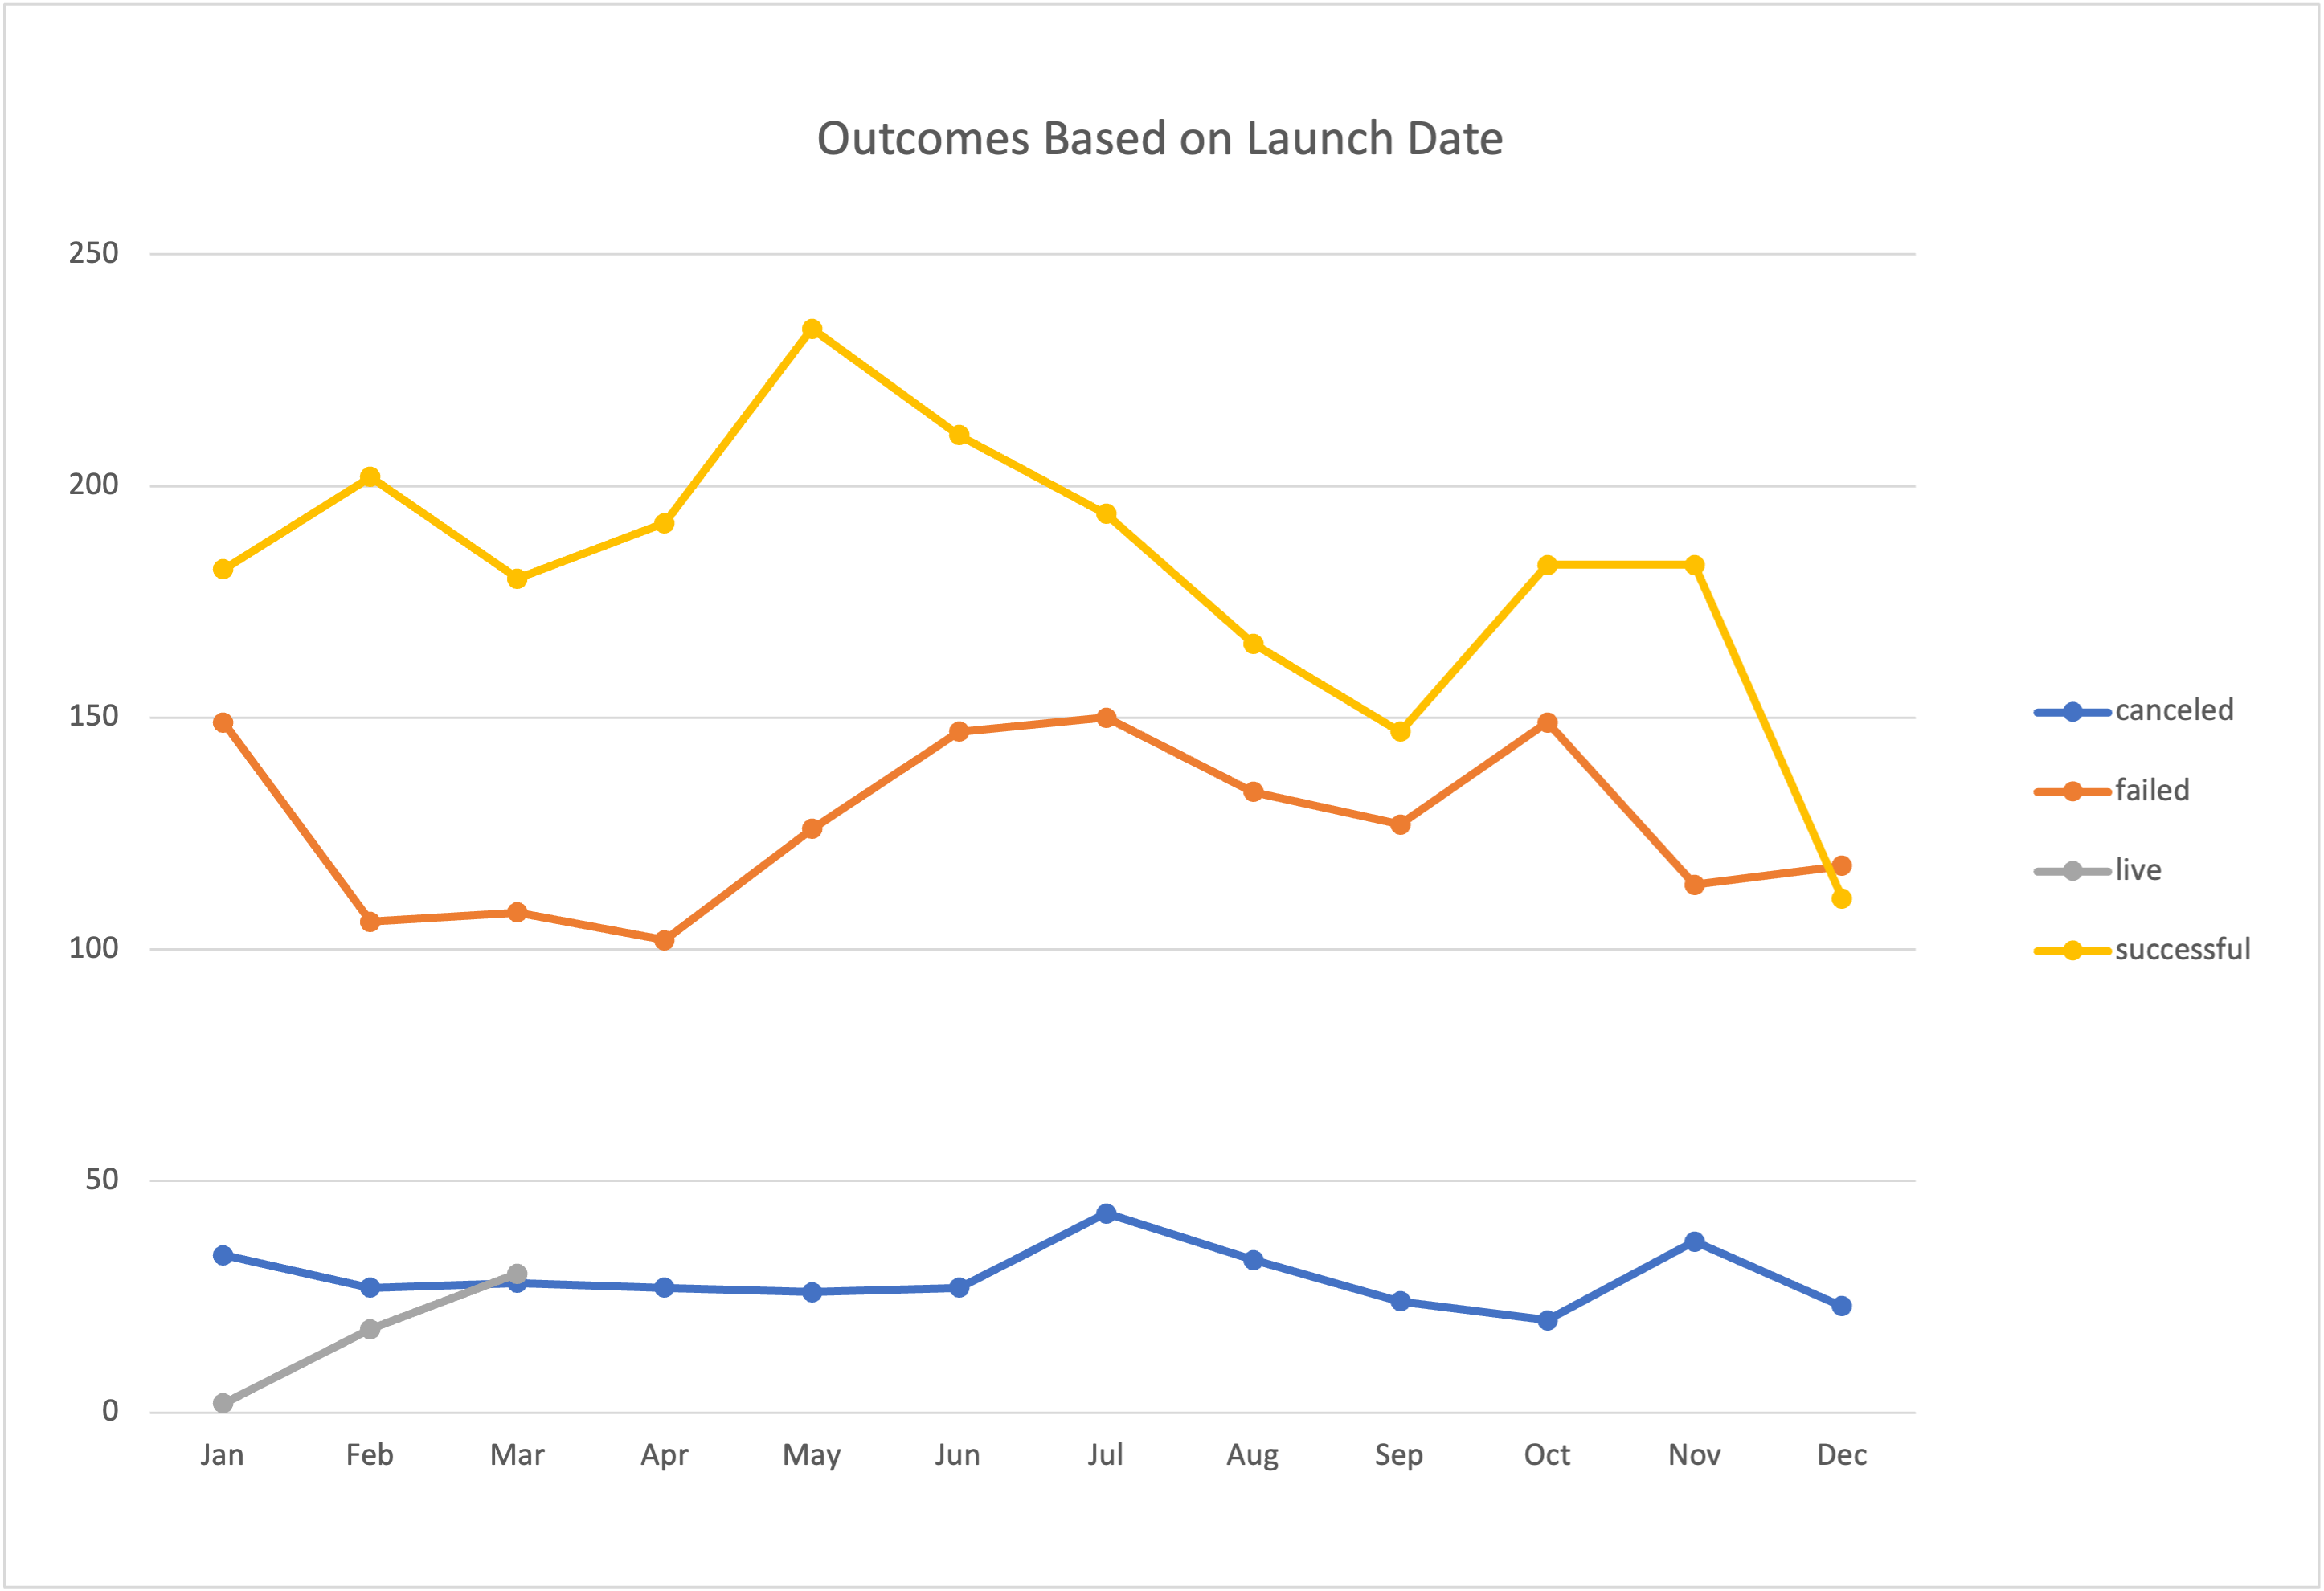 Outcomes Based on Launch Date
250
200
150
100
50
0
Jan Feb Mar Apr May Jun Jul Aug Sep Oct Nov Dec
canceled
failed
live
successful